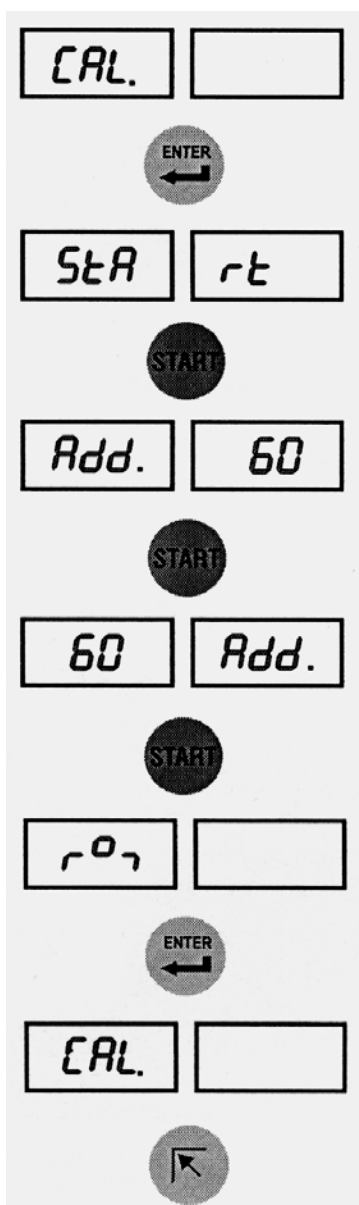 CAL.
ENTER
StA rt
START
Add. 60
START
60 Add.
START
ENTER
CAL.